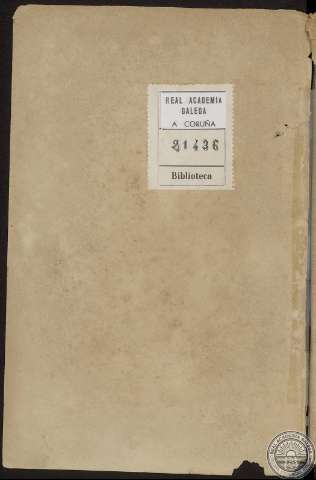 REAL ACADEMIA
GALEGA
A CORUÑA
21436
Biblioteca